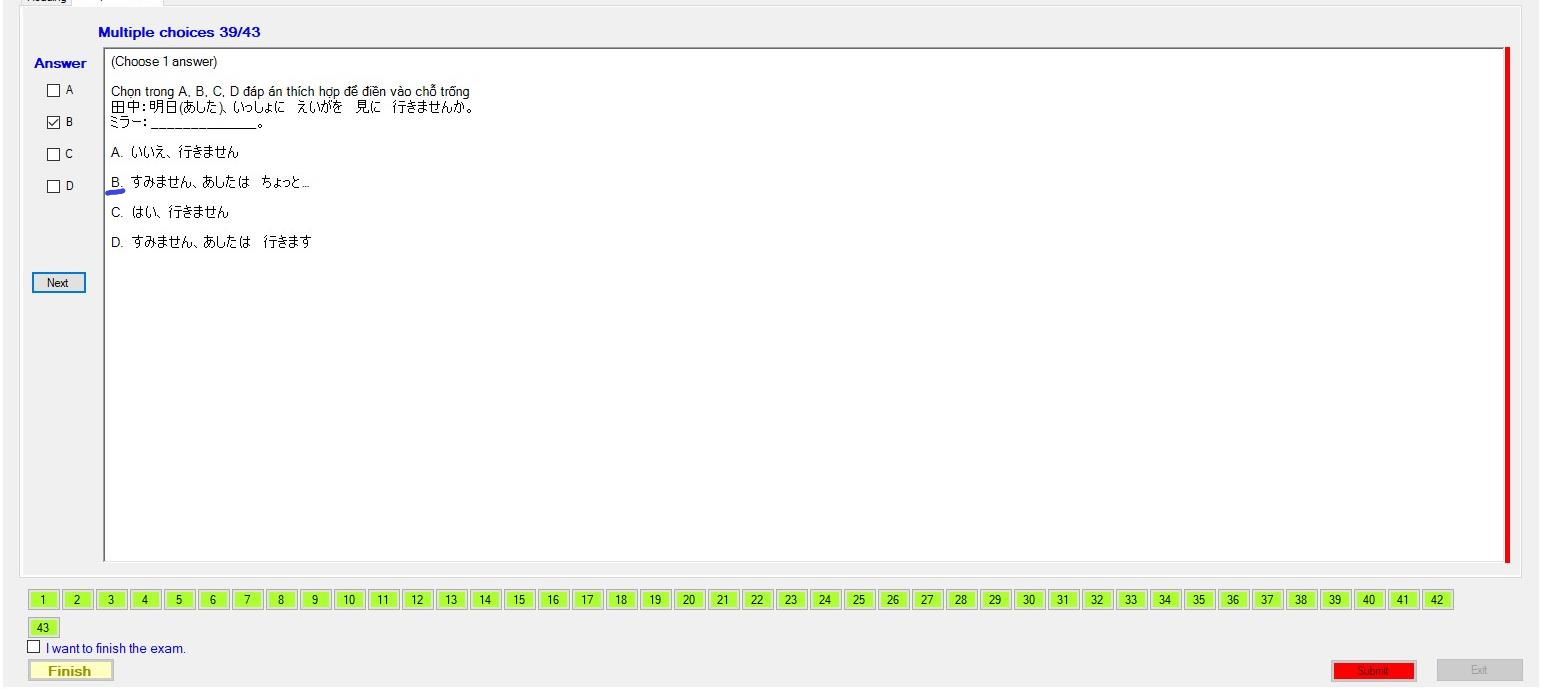 Multiple choices 39/43
Answer
(Choose 1 answer)
A
B
C
D
Chọn trong A, B, C, D đáp án thích hợp để điền vào chỗ trống
田中：明日(あした)、いっしょに　えいがを　見に　行きませんか。
ミラー：______________。
A. いいえ、行きません
B. すみません、あしたは　ちょっと...
C. はい、行きません
D. すみません、あしたは　行きます
Next
1 2 3 4 5 6 7 8 9 10 11 12 13 14 15 16 17 18 19 20 21 22 23 24 25 26 27 28 29 30 31 32 33 34 35 36 37 38 39 40 41 42
43
I want to finish the exam.
Finish
Submit
Exit